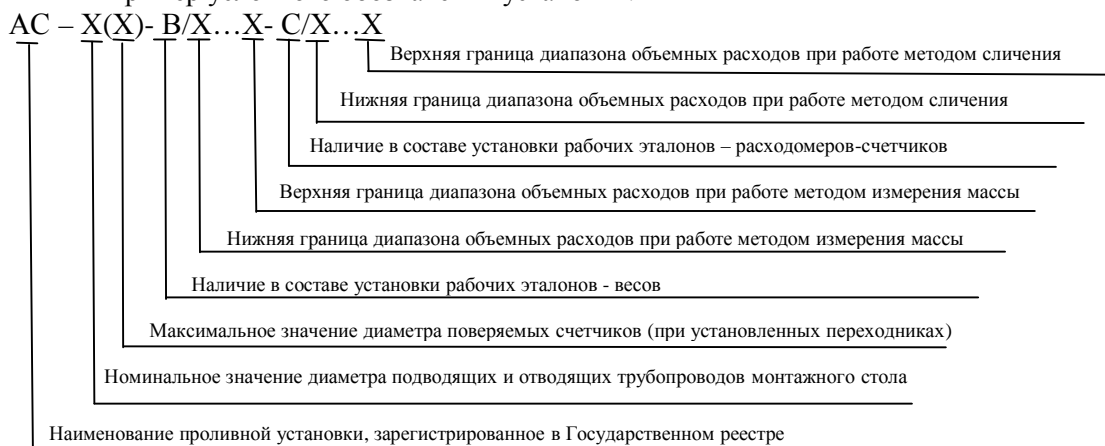 АС – Х(Х)- В/Х…Х- С/Х…Х
Верхняя граница диапазона объемных расходов при работе методом сличения
Нижняя граница диапазона объемных расходов при работе методом сличения
Наличие в составе установки рабочих эталонов – расходомеров-счетчиков
Верхняя граница диапазона объемных расходов при работе методом измерения массы
Нижняя граница диапазона объемных расходов при работе методом измерения массы
Наличие в составе установки рабочих эталонов - весов
Максимальное значение диаметра поверяемых счетчиков (при установленных переходниках)
Номинальное значение диаметра подводящих и отводящих трубопроводов монтажного стола
Наименование проливной установки, зарегистрированное в Государственном реестре